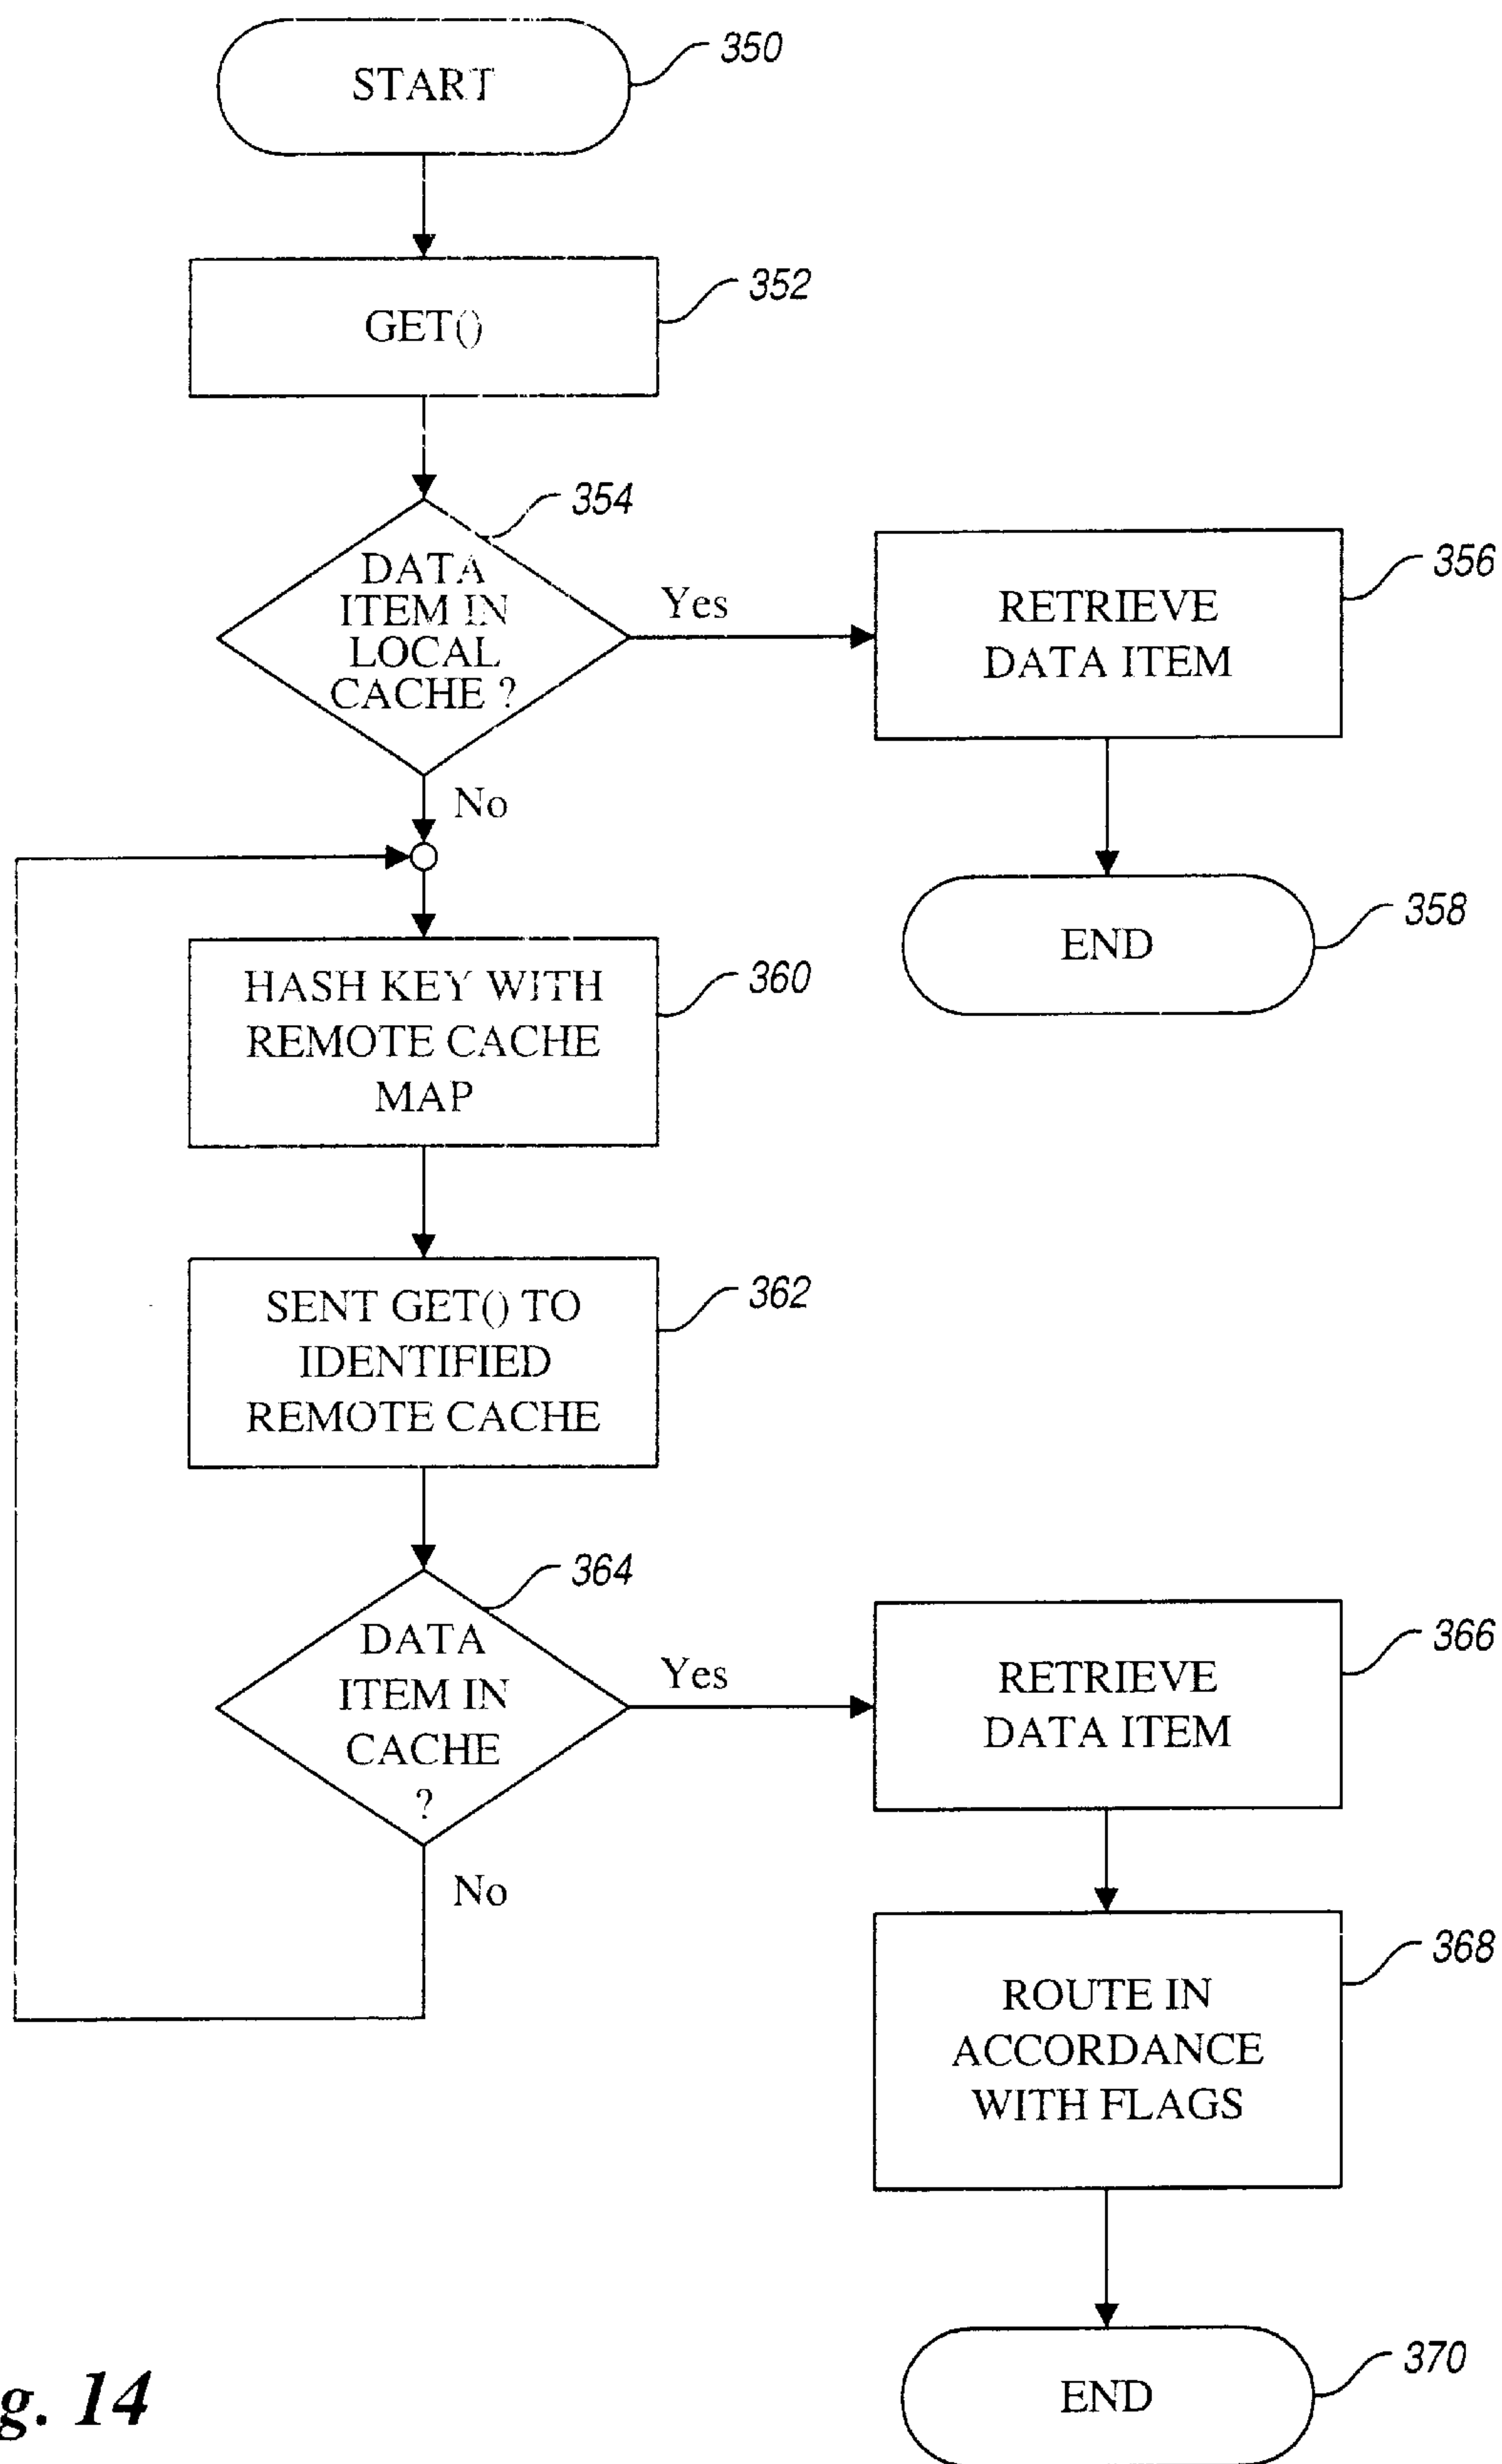 START
350
GET()
352
354
DATA
ITEM IN
LOCAL
CACHE ?
Yes
RETRIEVE
DATA ITEM
356
No
END
358
HASH KEY WITH
REMOTE CACHE
MAP
360
SENT GET() TO
IDENTIFIED
REMOTE CACHE
362
364
DATA
ITEM IN
CACHE
?
Yes
RETRIEVE
DATA ITEM
366
No
ROUTE IN
ACCORDANCE
WITH FLAGS
368
END
370
g. 14